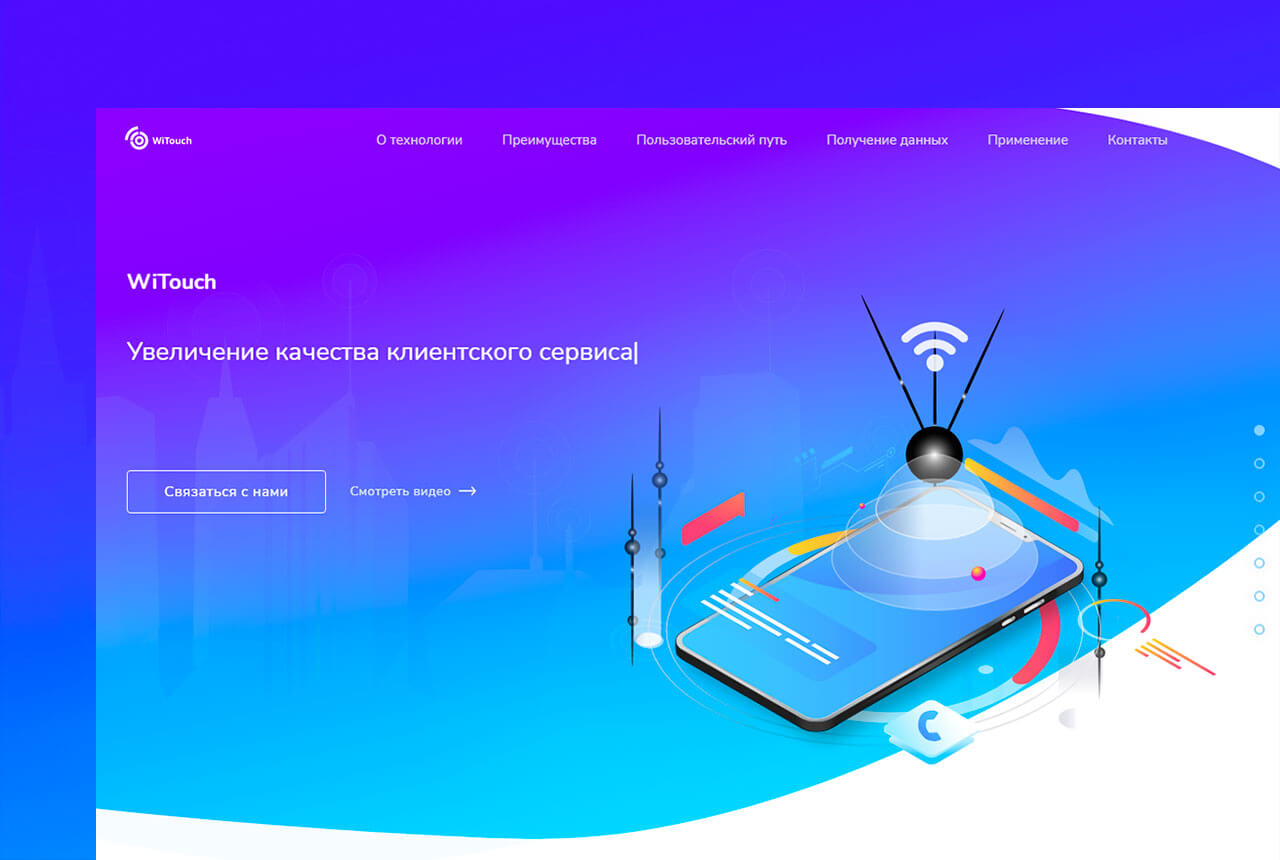 WiTouch
О технологии
Преимущества
Пользовательский путь
Получение данных
Применение
Контакты
WiTouch
Увеличение качества клиентского сервиса|
Связаться с нами
Смотреть видео →